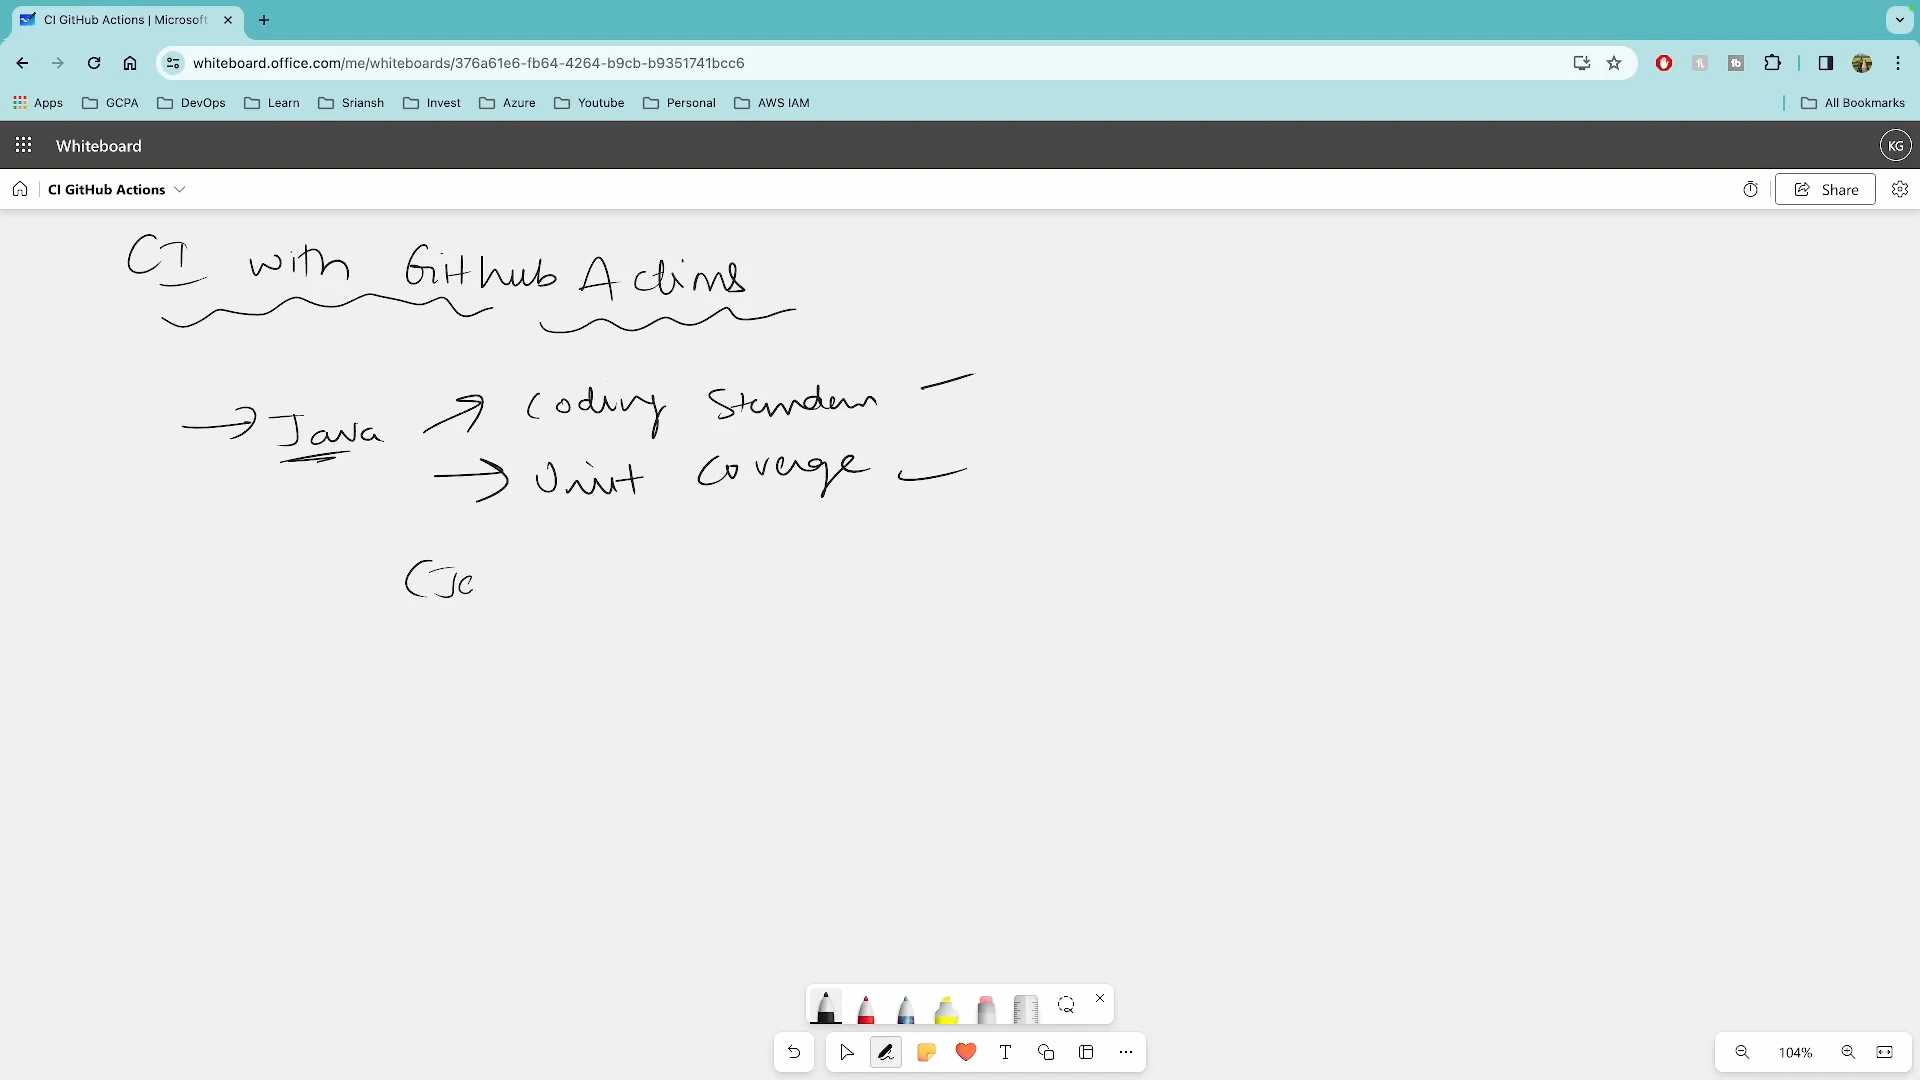 CI GitHub Actions | Microsoft
whiteboard.office.com/me/whiteboards/376a61e6-fb64-4264-b9cb-b9351741bcc6
Apps GCPA DevOps Learn Sriansh Invest Azure Youtube Personal AWS IAM All Bookmarks
Whiteboard KG
CI GitHub Actions Share
CI with Github Actions
→ Java → Coding
→ Unit Coverage
(Ja
104%